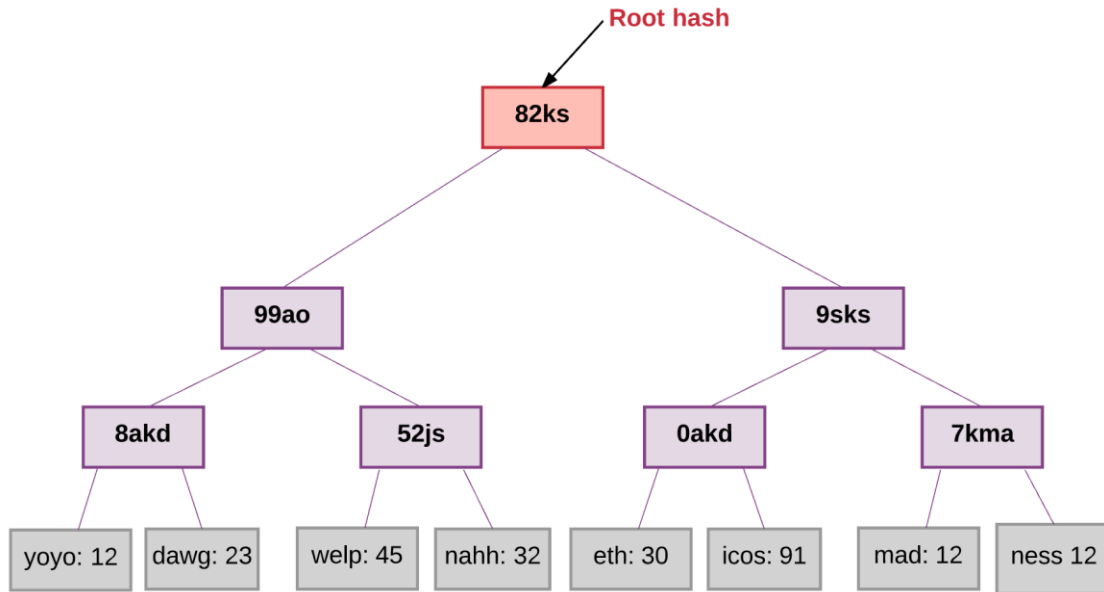 Root hash
82ks
99ao
9sks
8akd
52js
0akd
7kma
yoyo: 12
dawg: 23
welp: 45
nahh: 32
eth: 30
icos: 91
mad: 12
ness 12